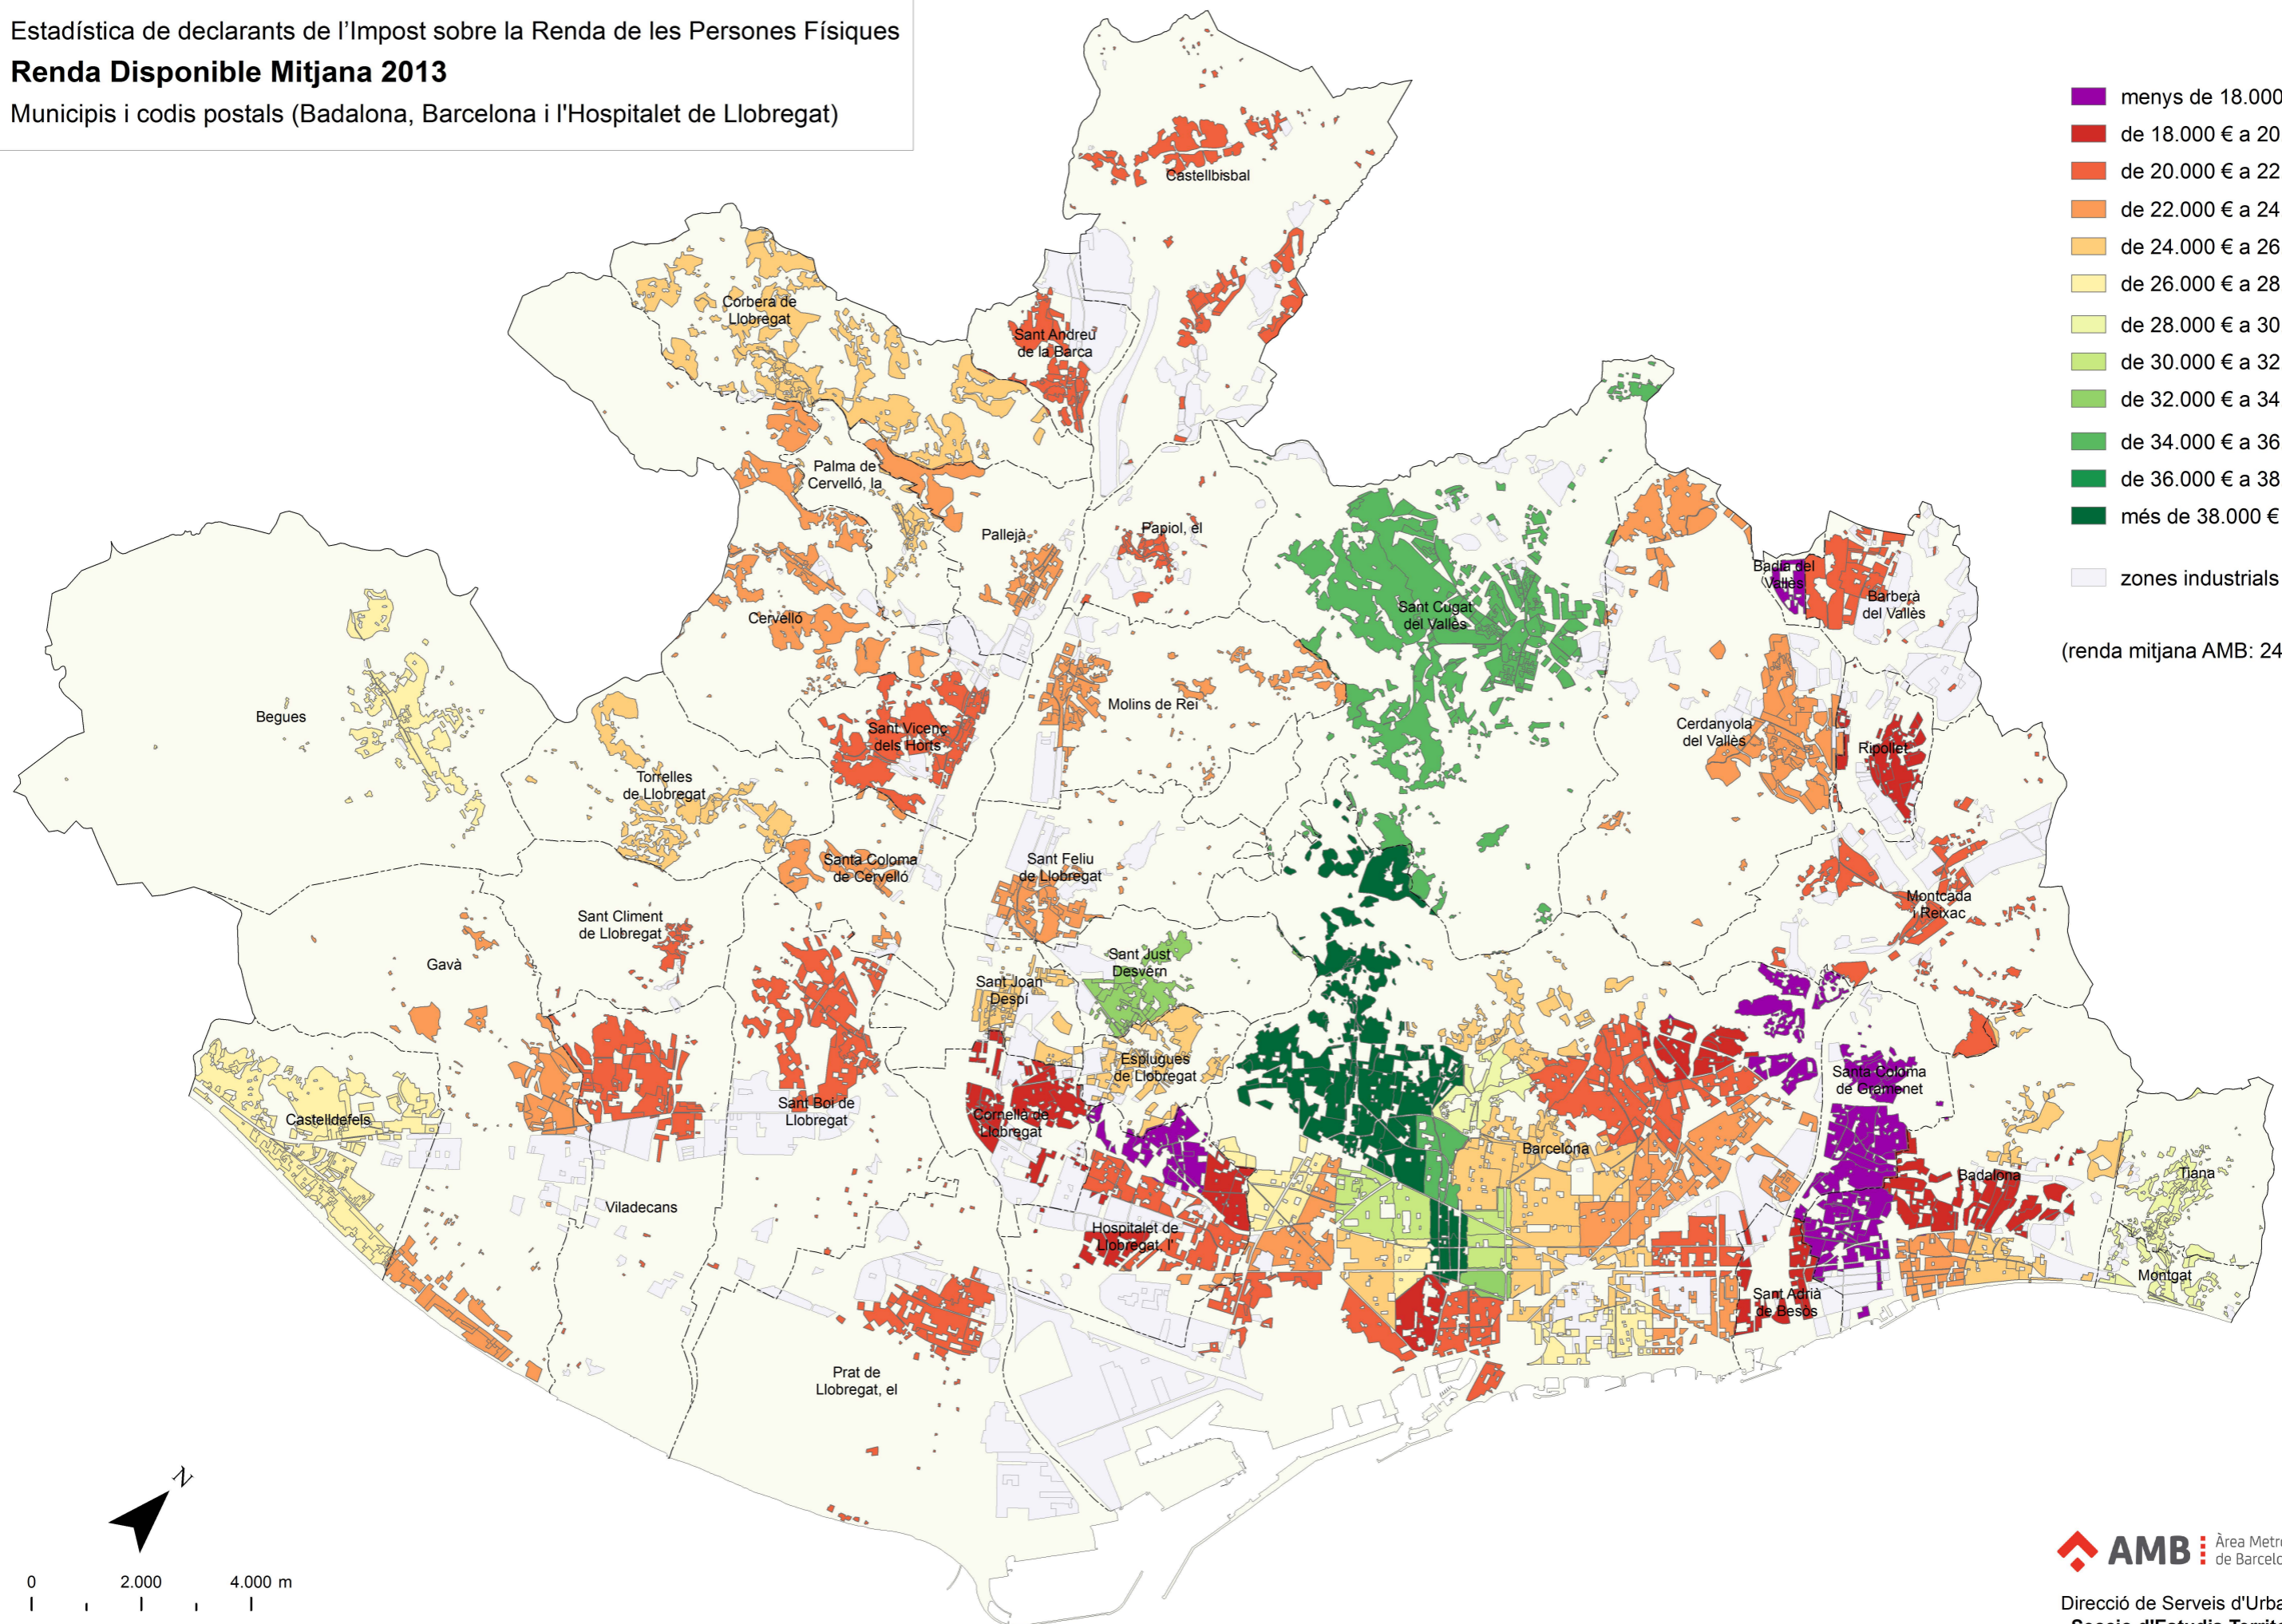 Estadística de declarants de l’Impost sobre la Renda de les Persones Físiques
Renda Disponible Mitjana 2013
Municipis i codis postals (Badalona, Barcelona i l'Hospitalet de Llobregat)
menys de 18.000
de 18.000 € a 20
de 20.000 € a 22
de 22.000 € a 24
de 24.000 € a 26
de 26.000 € a 28
de 28.000 € a 30
de 30.000 € a 32
de 32.000 € a 34
de 34.000 € a 36
de 36.000 € a 38
més de 38.000 €
zones industrials
(renda mitjana AMB: 24
Castellbisbal
Corbera de
Llobregat
Sant Andreu
de la Barca
Palma de
Cervelló, la
Pallejà
Papiol, el
Badia del
Vallès
Barberà
del Vallès
Sant Cugat
del Vallès
Cervelló
Molins de Rei
Begues
Sant Vicenç
dels Horts
Cerdanyola
del Vallès
Ripollet
Torrelles
de Llobregat
Santa Coloma
de Cervelló
Sant Feliu
de Llobregat
Montcada
i Reixac
Sant Climent
de Llobregat
Gavà
Sant Just
Desvern
Sant Joan
Despí
Esplugues
de Llobregat
Santa Coloma
de Gramenet
Castelldefels
Sant Boi de
Llobregat
Cornellà de
Llobregat
Barcelona
Badalona
Tiana
Viladecans
Hospitalet de
Llobregat, l'
Montgat
Sant Adrià
de Besòs
Prat de
Llobregat, el
N
0 2.000 4.000 m
AMB
Àrea Metro
de Barcelo
Direcció de Serveis d'Urba
Secció d'Estudis Territo